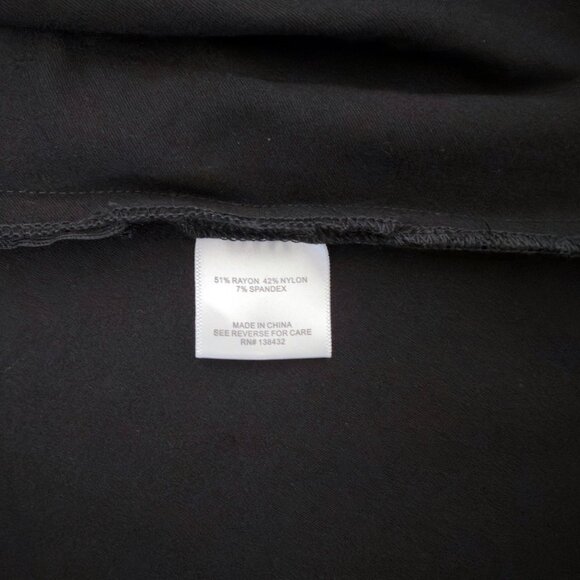 51% RAYON 42% NYLON
7% SPANDEX
MADE IN CHINA
SEE REVERSE FOR CARE
RN# 138432